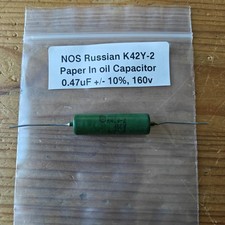 NOS Russian K42Y-2
Paper In oil Capacitor
0.47uF +/- 10%, 160v